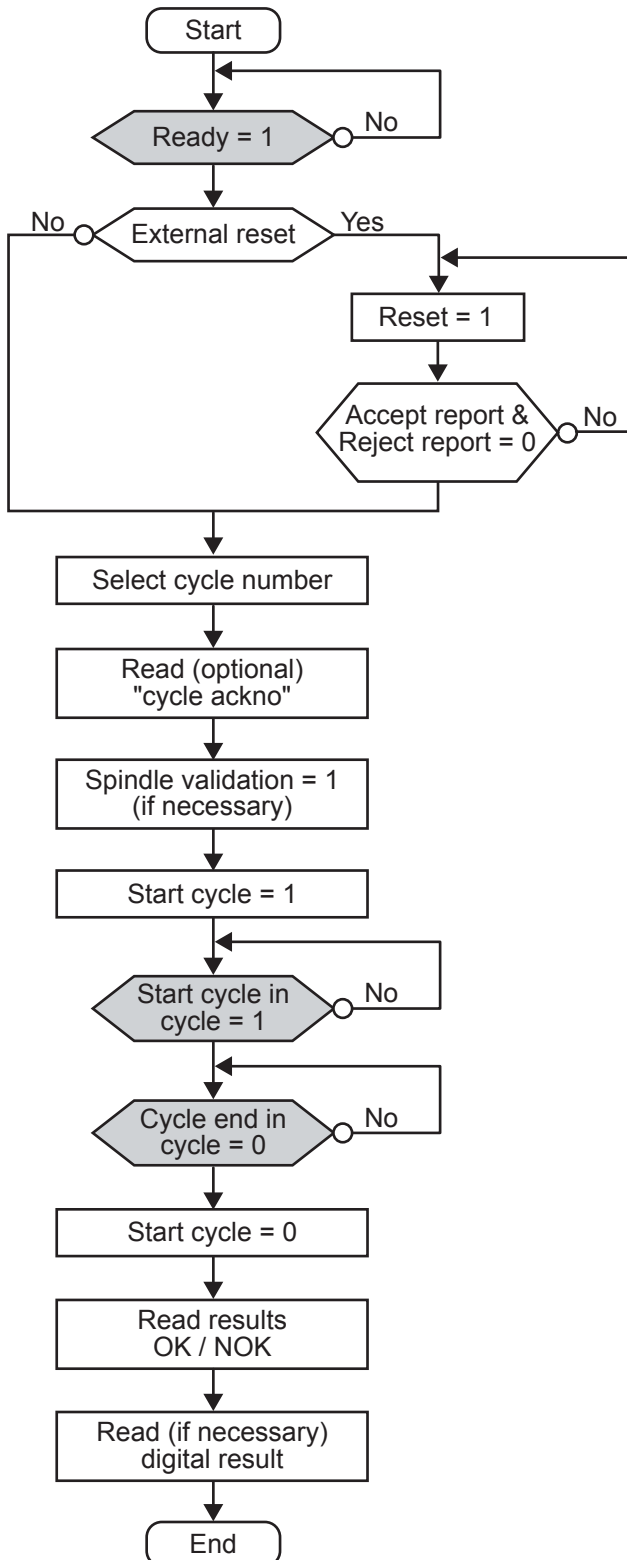 Start
Ready = 1
No
No
External reset
Yes
Reset = 1
Accept report &
Reject report = 0
No
Select cycle number
Read (optional)
"cycle ackno"
Spindle validation = 1
(if necessary)
Start cycle = 1
Start cycle in
cycle = 1
No
Cycle end in
cycle = 0
No
Start cycle = 0
Read results
OK / NOK
Read (if necessary)
digital result
End